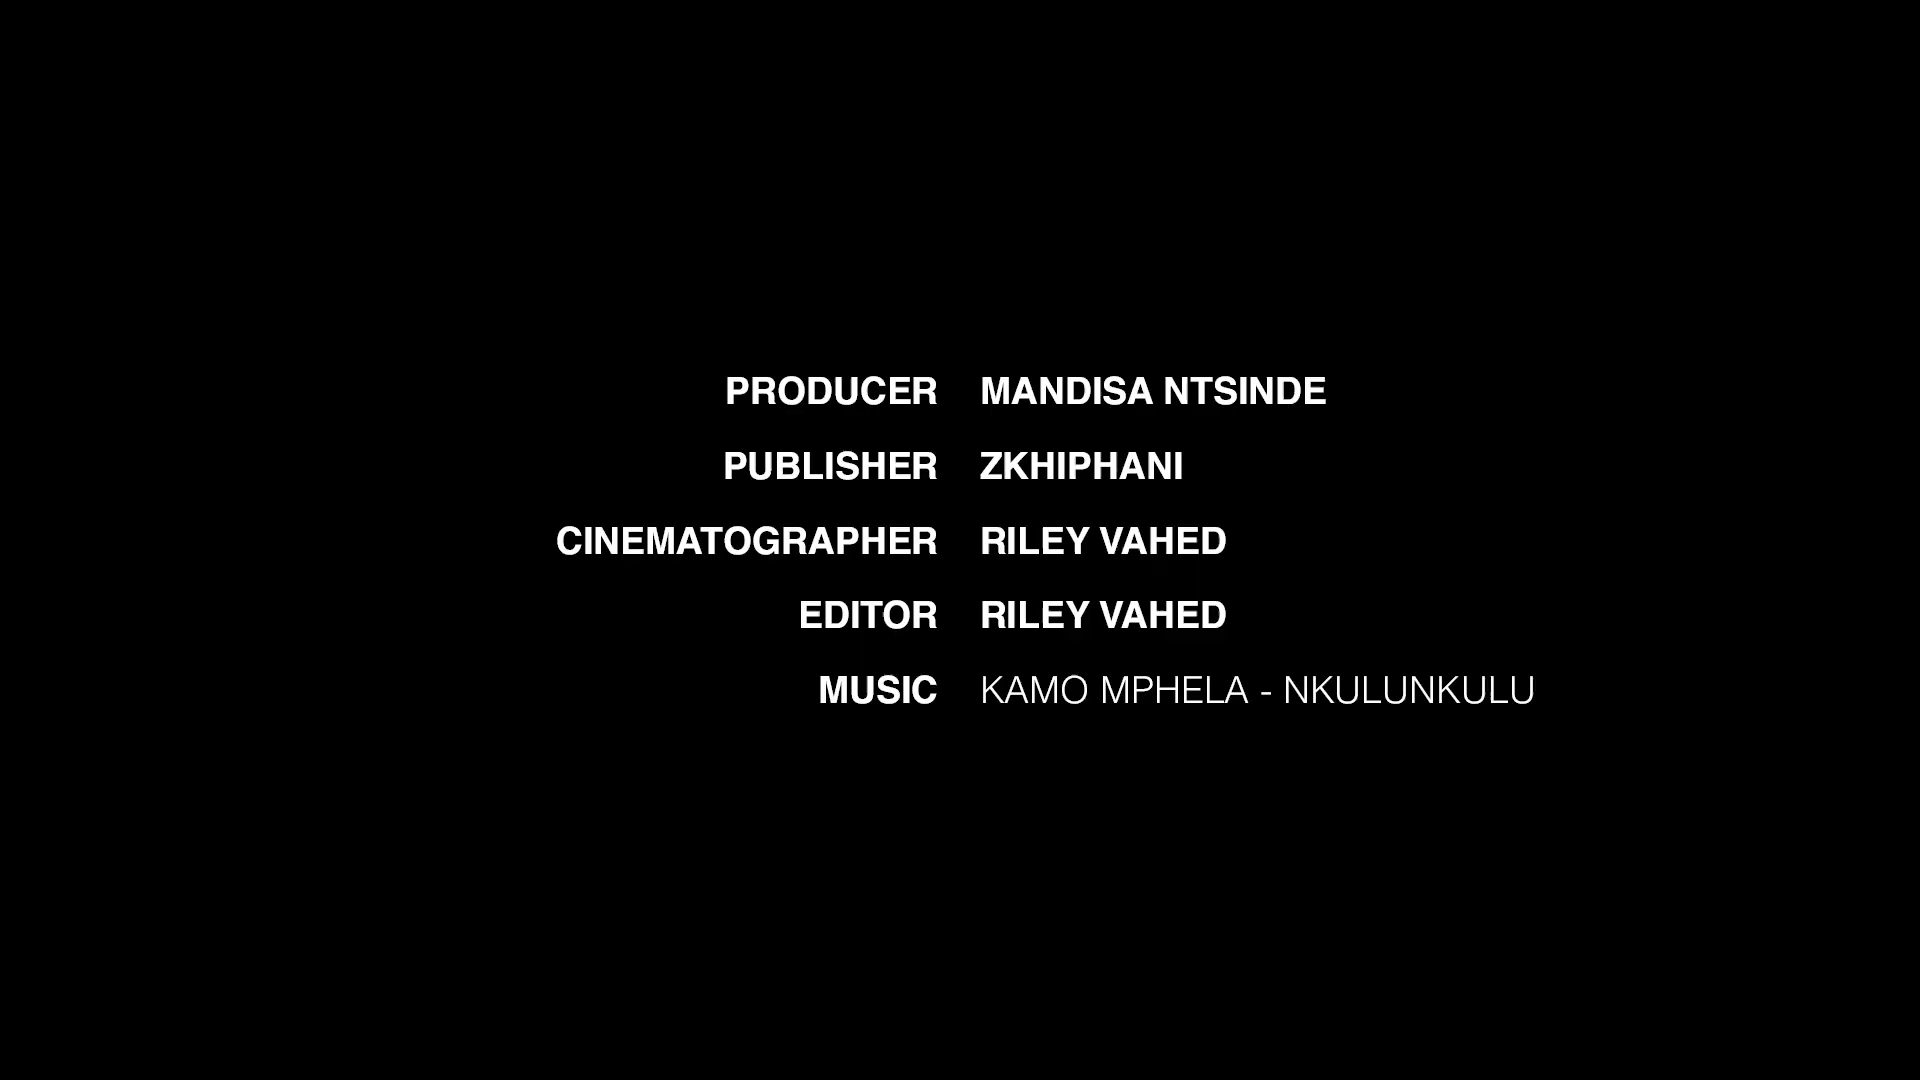 PRODUCER MANDISA NTSINDE
PUBLISHER ZKHIPHANI
CINEMATOGRAPHER RILEY VAHED
EDITOR RILEY VAHED
MUSIC KAMO MPHELA - NKULUNKULU